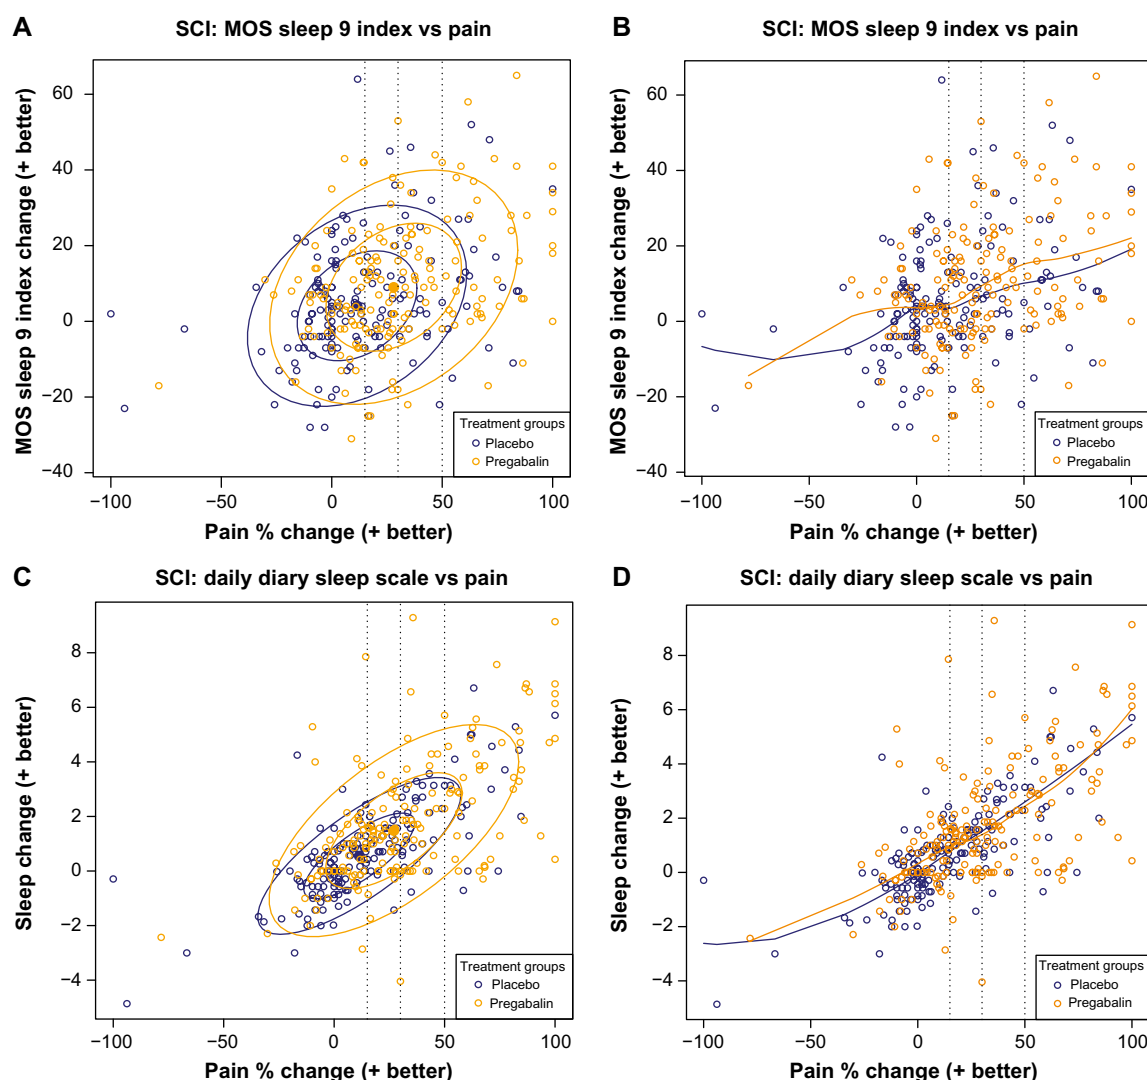 A
SCI: MOS sleep 9 index vs pain
MOS sleep 9 index change (+ better)
60
40
20
0
−20
−40
−100
−50
0
50
100
Pain % change (+ better)
Treatment groups
Placebo
Pregabalin
B
SCI: MOS sleep 9 index vs pain
MOS sleep 9 index change (+ better)
60
40
20
0
−20
−40
−100
−50
0
50
100
Pain % change (+ better)
Treatment groups
Placebo
Pregabalin
C
SCI: daily diary sleep scale vs pain
Sleep change (+ better)
8
6
4
2
0
−2
−4
−100
−50
0
50
100
Pain % change (+ better)
Treatment groups
Placebo
Pregabalin
D
SCI: daily diary sleep scale vs pain
Sleep change (+ better)
8
6
4
2
0
−2
−4
−100
−50
0
50
100
Pain % change (+ better)
Treatment groups
Placebo
Pregabalin